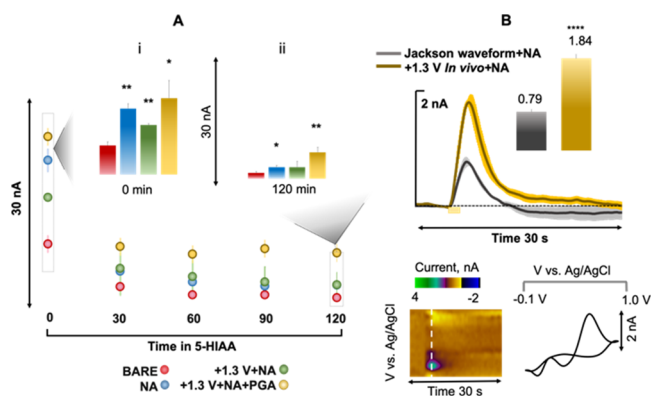 A
i
ii
**
**
*
30 nA
*
**
0 min
120 min
30 nA
0
30
60
90
120
Time in 5-HIAA
BARE
+1.3 V+NA
NA
+1.3 V+NA+PGA
B
Jackson waveform+NA
+1.3 V In vivo+NA
****
1.84
0.79
2 nA
Time 30 s
Current, nA
4
-2
V vs. Ag/AgCl
Time 30 s
V vs. Ag/AgCl
-0.1 V
1.0 V
2 nA